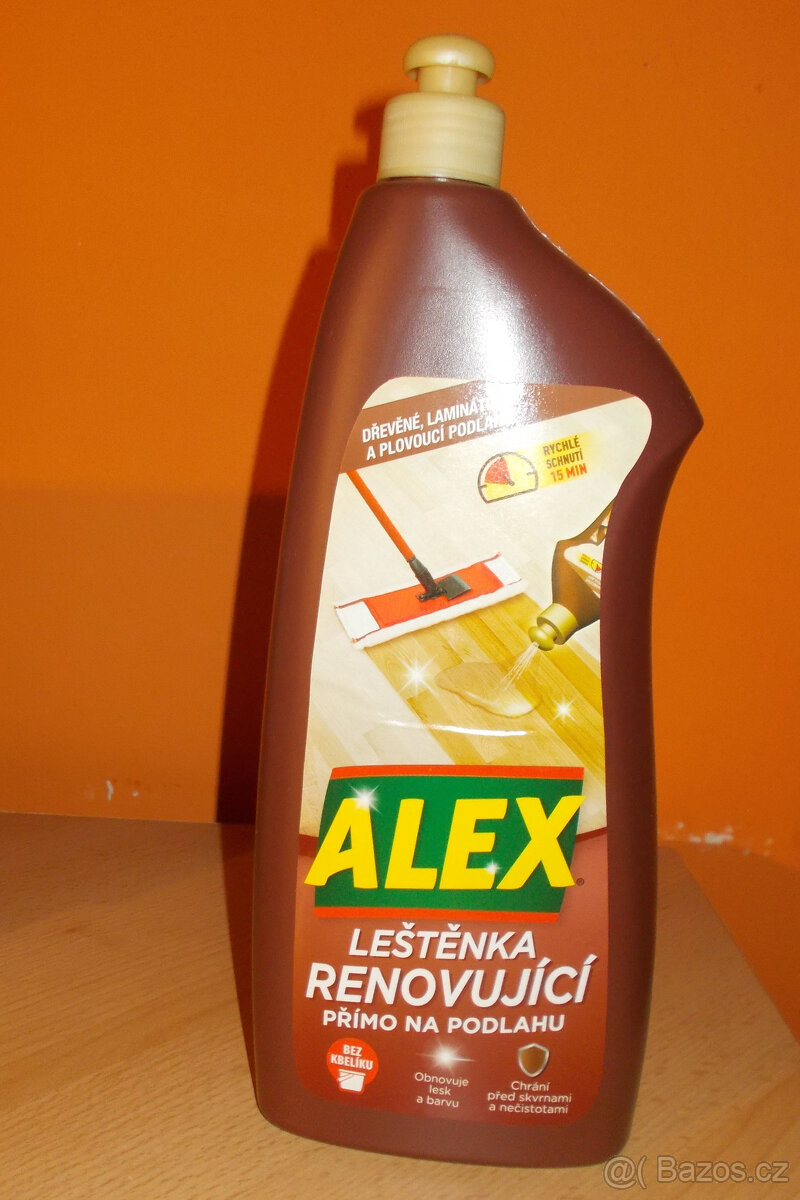 DŘEVĚNÉ, LAMINÁT
A PLOVOUCÍ
RYCHLÉ
SCHNUTÍ
15 MIN
ALEX®
LEŠTĚNKA
RENOVUJÍCÍ
PŘÍMO NA PODLAHU
BEZ
KBELÍKU
Obnovuje
lesk
a barvu
Chrání
před skvrnami
a nečistotami
@( Bazos.cz